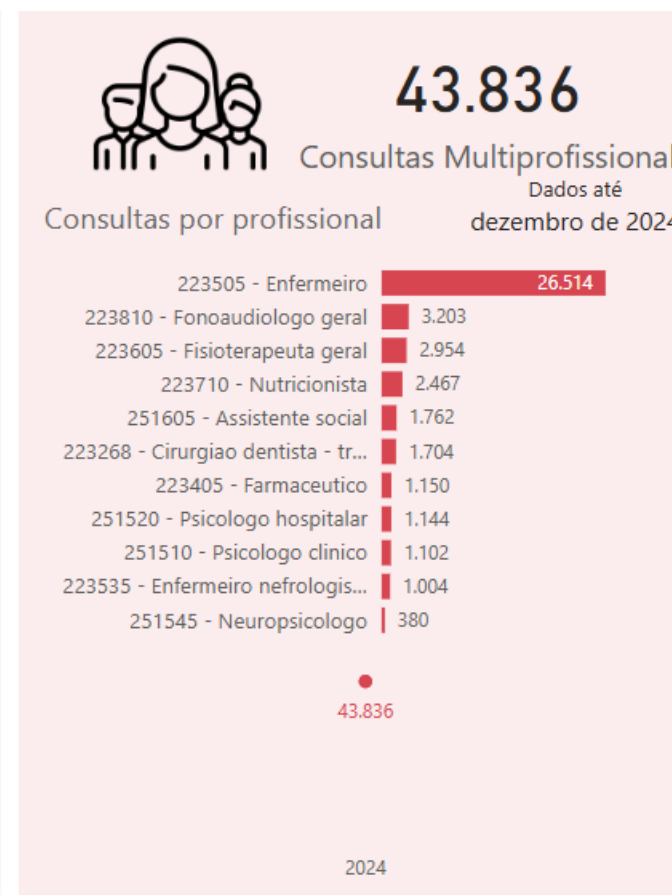 43.836
Consultas Multiprofissional
Dados até
dezembro de 2024
Consultas por profissional
223505 - Enfermeiro 26.514
223810 - Fonoaudiologo geral 3.203
223605 - Fisioterapeuta geral 2.954
223710 - Nutricionista 2.467
251605 - Assistente social 1.762
223268 - Cirurgiao dentista - tr... 1.704
223405 - Farmaceutico 1.150
251520 - Psicologo hospitalar 1.144
251510 - Psicologo clinico 1.102
223535 - Enfermeiro nefrologis... 1.004
251545 - Neuropsicologo 380
43.836
2024